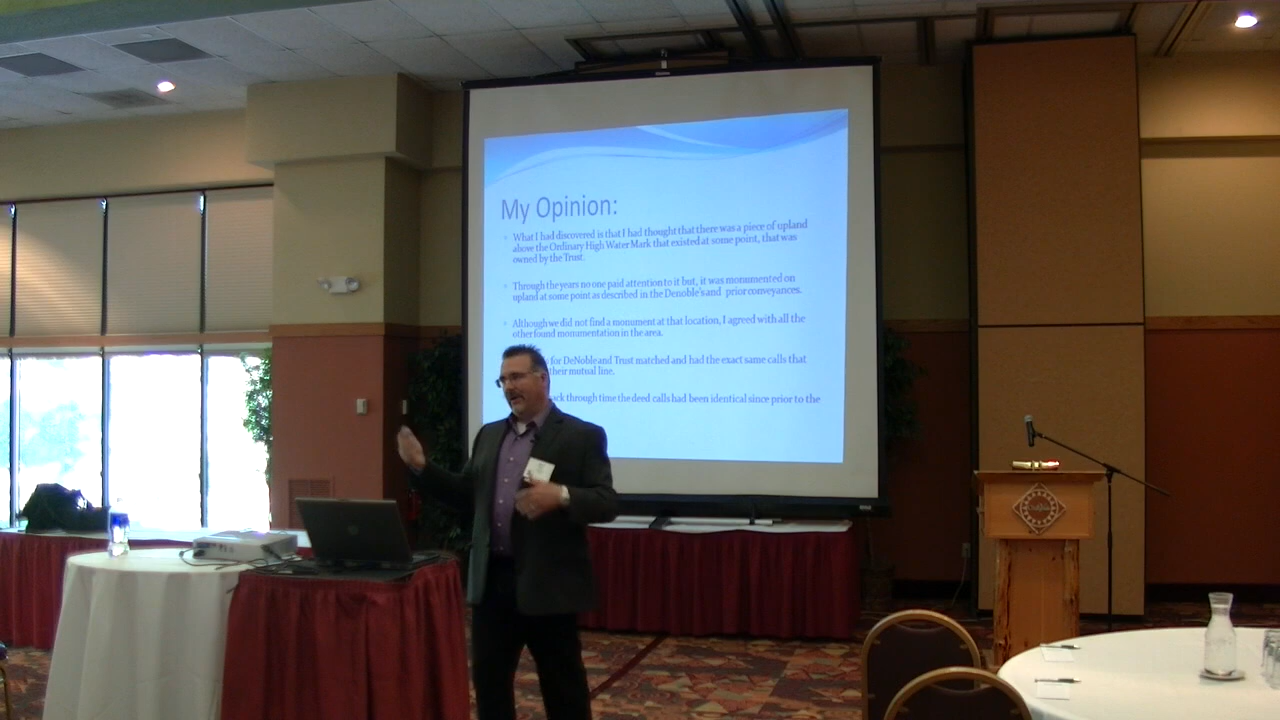 My Opinion:
What I had discovered is that I had thought that there was a piece of upland
above the Ordinary High Water Mark that existed at some point, that was
owned by the Trust.
Through the years no one paid attention to it but, it was monumented on
upland at some point as described in the Denoble's and prior conveyances.
Although we did not find a monument at that location, I agreed with all the
other found monumentation in the area.
for DeNoble and Trust matched and had the exact same calls that
their mutual line.
through time the deed calls had been identical since prior to the